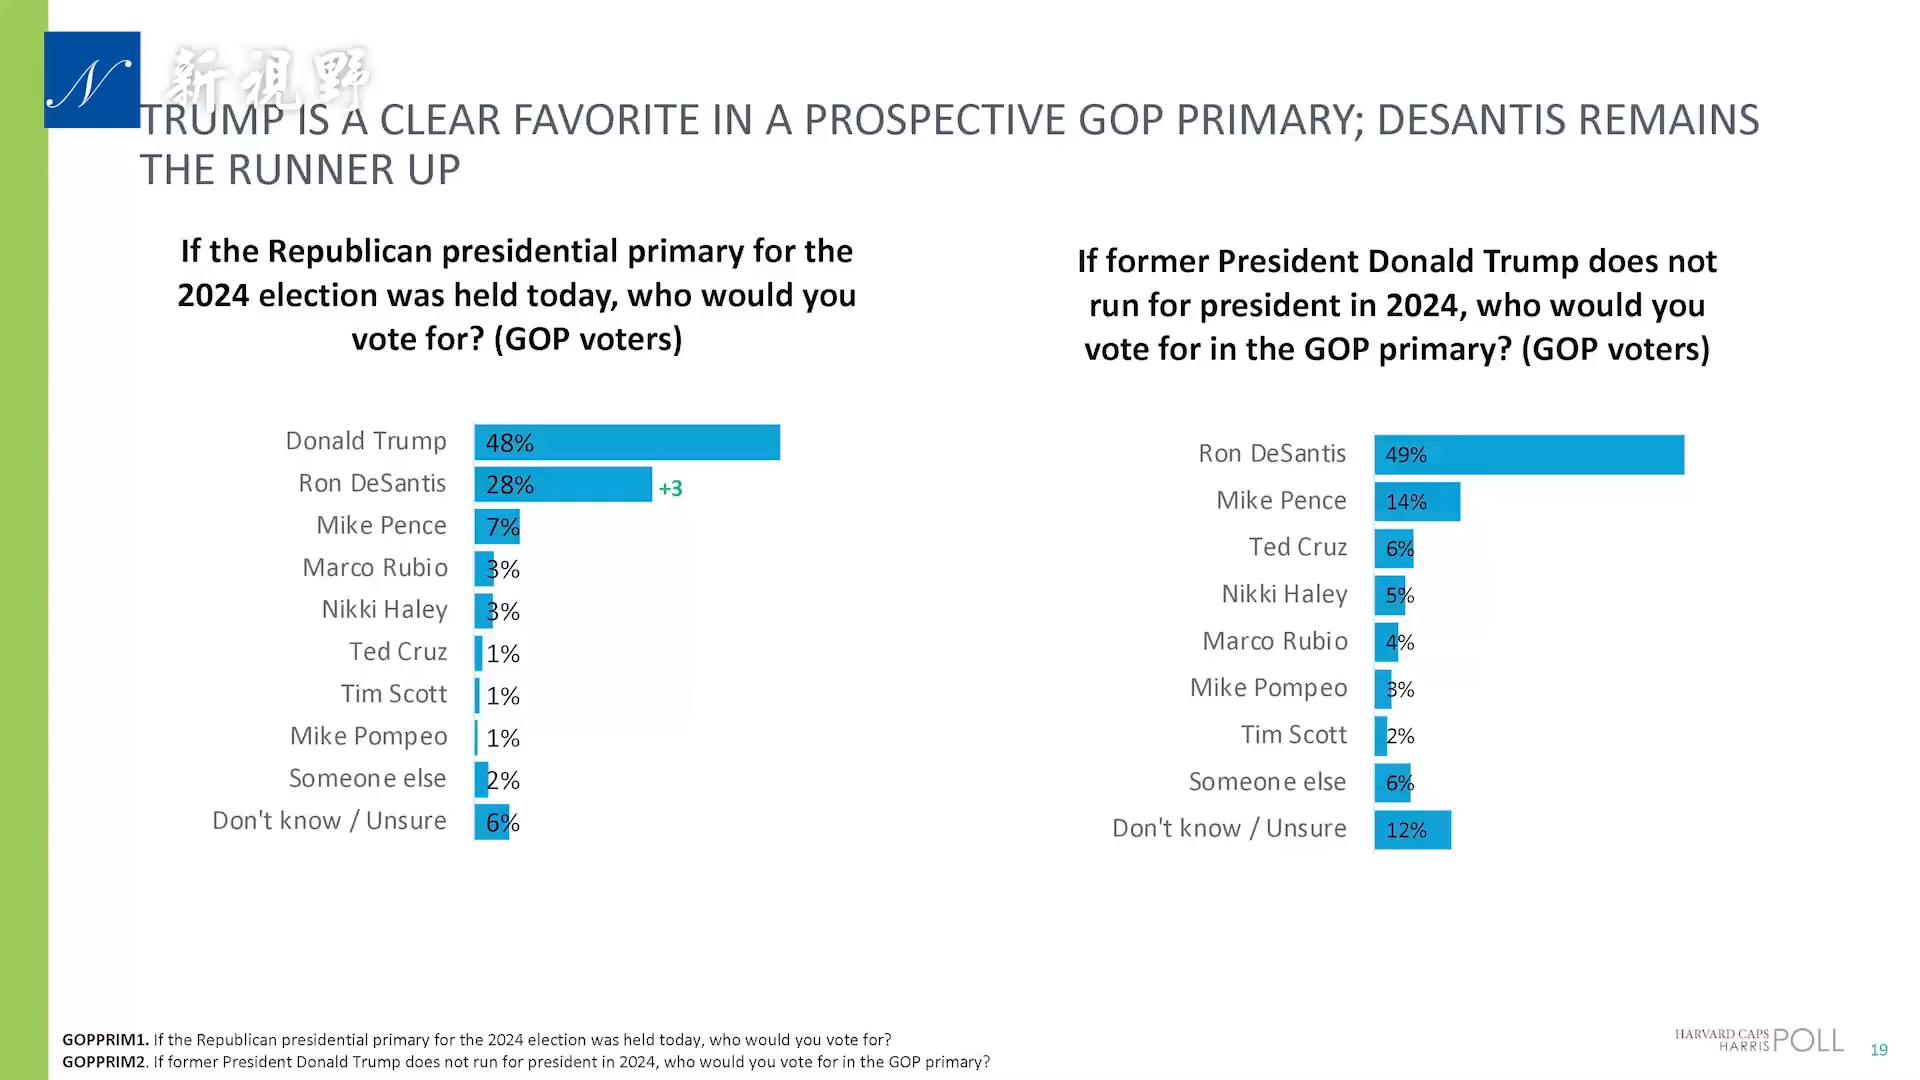 N 新視野
TRUMP IS A CLEAR FAVORITE IN A PROSPECTIVE GOP PRIMARY; DESANTIS REMAINS
THE RUNNER UP
If the Republican presidential primary for the
2024 election was held today, who would you
vote for? (GOP voters)
Donald Trump 48%
Ron DeSantis 28% +3
Mike Pence 7%
Marco Rubio 3%
Nikki Haley 3%
Ted Cruz 1%
Tim Scott 1%
Mike Pompeo 1%
Someone else 2%
Don't know / Unsure 6%
If former President Donald Trump does not
run for president in 2024, who would you
vote for in the GOP primary? (GOP voters)
Ron DeSantis 49%
Mike Pence 14%
Ted Cruz 6%
Nikki Haley 5%
Marco Rubio 4%
Mike Pompeo 3%
Tim Scott 2%
Someone else 6%
Don't know / Unsure 12%
GOPPRIM1. If the Republican presidential primary for the 2024 election was held today, who would you vote for?
GOPPRIM2. If former President Donald Trump does not run for president in 2024, who would you vote for in the GOP primary?
HARVARD CAPS
HARRIS POLL
19